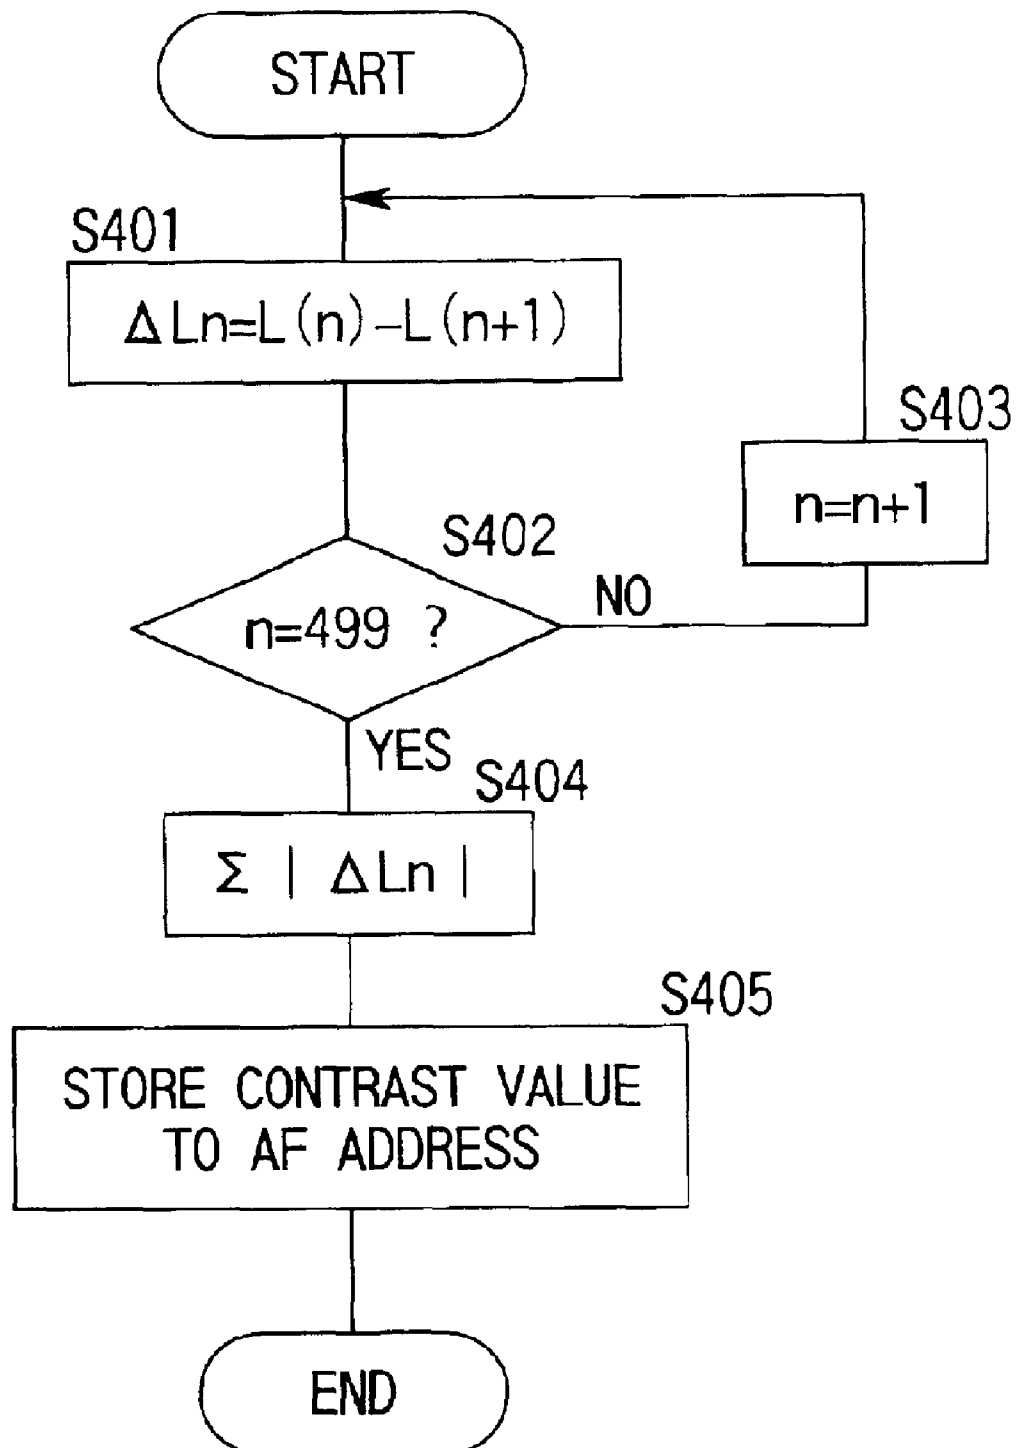 START
S401
ΔLn=L(n)-L(n+1)
S403
n=n+1
S402
n=499 ?
NO
YES
S404
Σ | ΔLn |
S405
STORE CONTRAST VALUE
TO AF ADDRESS
END